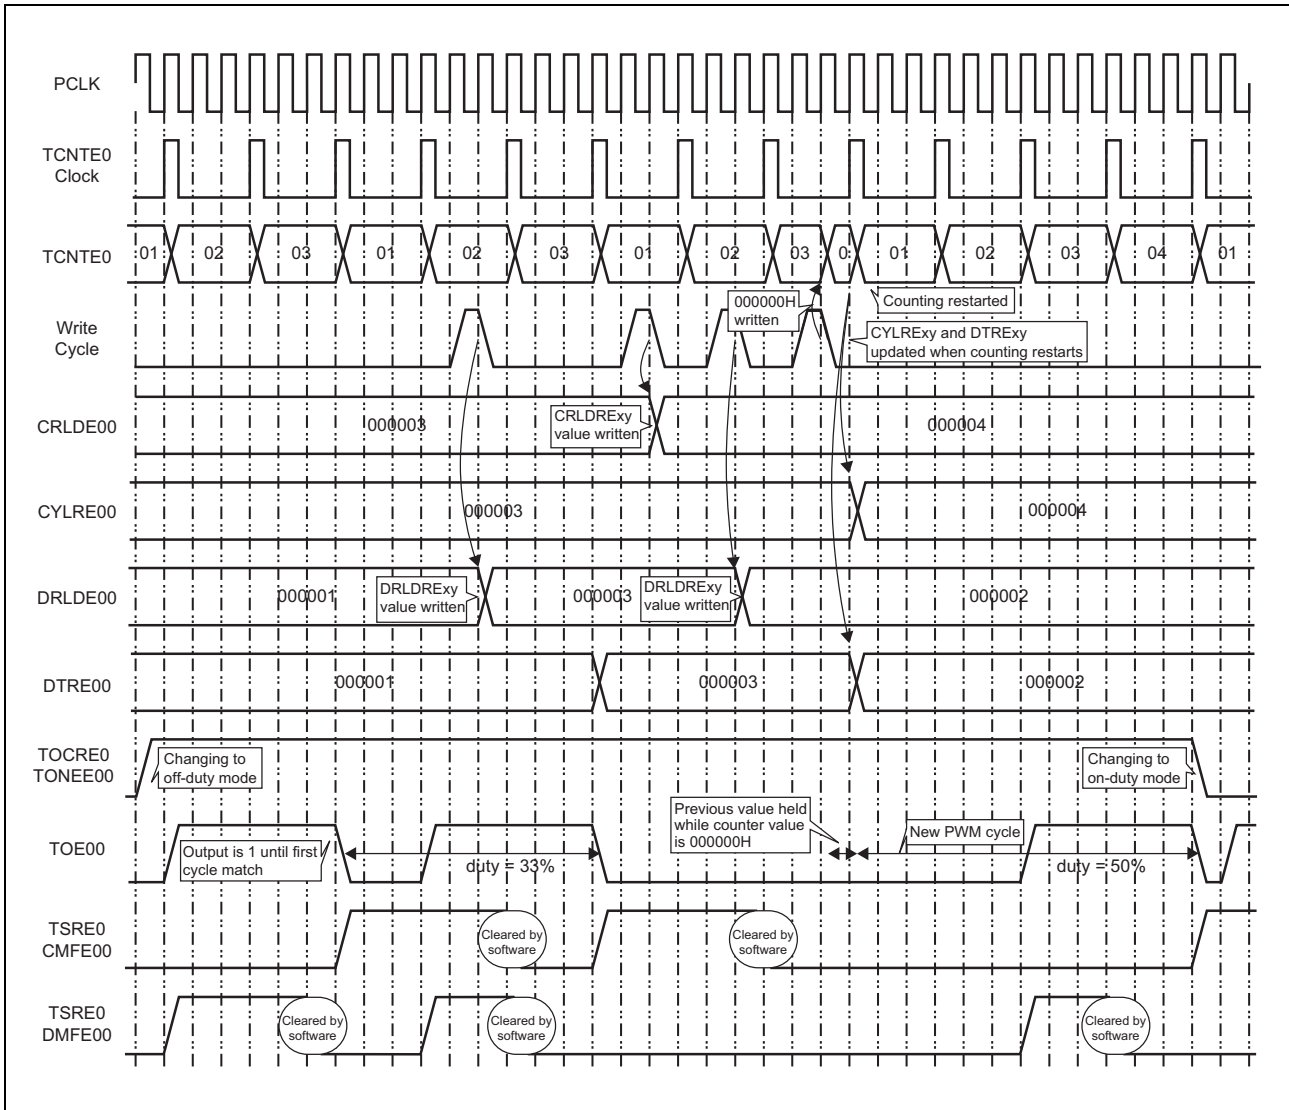 PCLK
TCNTE0
Clock
TCNTE0
01 02 03 01 02 03 01 02 03 0 01 02 03 04 01
000000H
written
Counting restarted
Write
Cycle
CYLRExy and DTRExy
updated when counting restarts
CRLDE00
000003
CRLDRExy
value written
000004
CYLRE00
000003
000004
DRLDE00
000001
DRLDRExy
value written
000003
DRLDRExy
value written
000002
DTRE00
000001
000003
000002
TOCRE0
TONEE00
Changing to
off-duty mode
Changing to
on-duty mode
TOE00
Output is 1 until first
cycle match
duty = 33%
Previous value held
while counter value
is 000000H
New PWM cycle
duty = 50%
TSRE0
CMFE00
Cleared by
software
Cleared by
software
TSRE0
DMFE00
Cleared by
software
Cleared by
software
Cleared by
software